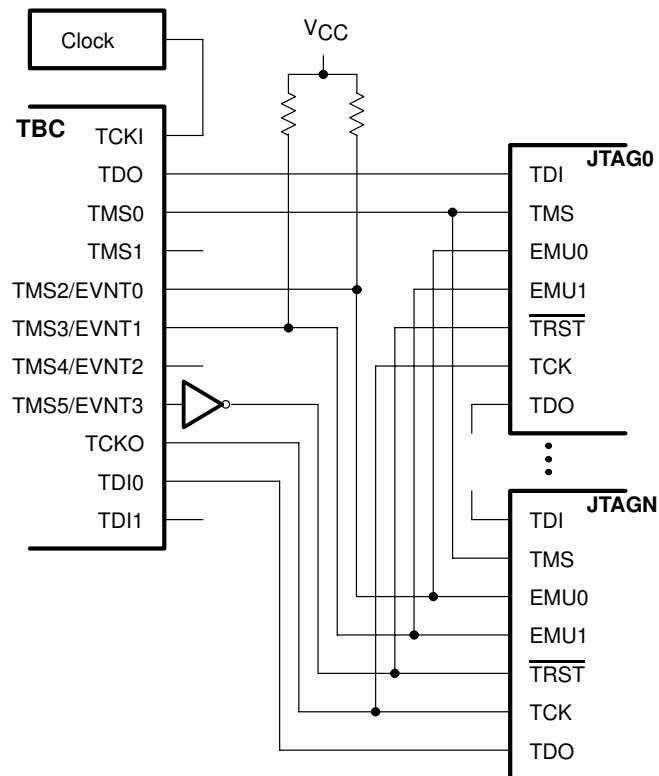 Clock
VCC
TBC
TCKI
TDO
TMS0
TMS1
TMS2/EVNT0
TMS3/EVNT1
TMS4/EVNT2
TMS5/EVNT3
TCKO
TDI0
TDI1
JTAG0
TDI
TMS
EMU0
EMU1
TRST
TCK
TDO
JTAGN
TDI
TMS
EMU0
EMU1
TRST
TCK
TDO